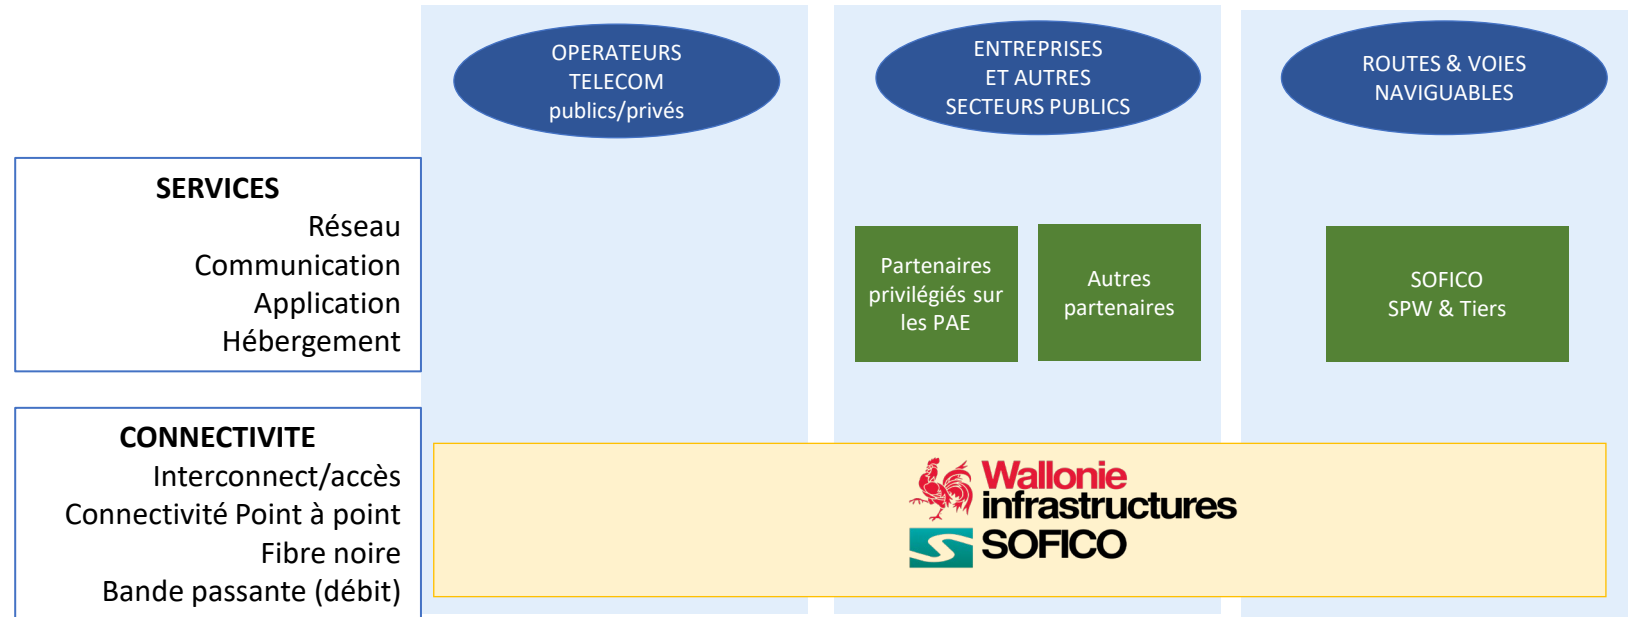 OPERATEURS
TELECOM
publics/privés
ENTREPRISES
ET AUTRES
SECTEURS PUBLICS
ROUTES & VOIES
NAVIGUABLES
SERVICES
Réseau
Communication
Application
Hébergement
Partenaires
privilégiés sur
les PAE
Autres
partenaires
SOFICO
SPW & Tiers
CONNECTIVITE
Interconnect/accès
Connectivité Point à point
Fibre noire
Bande passante (débit)
Wallonie
infrastructures
SOFICO